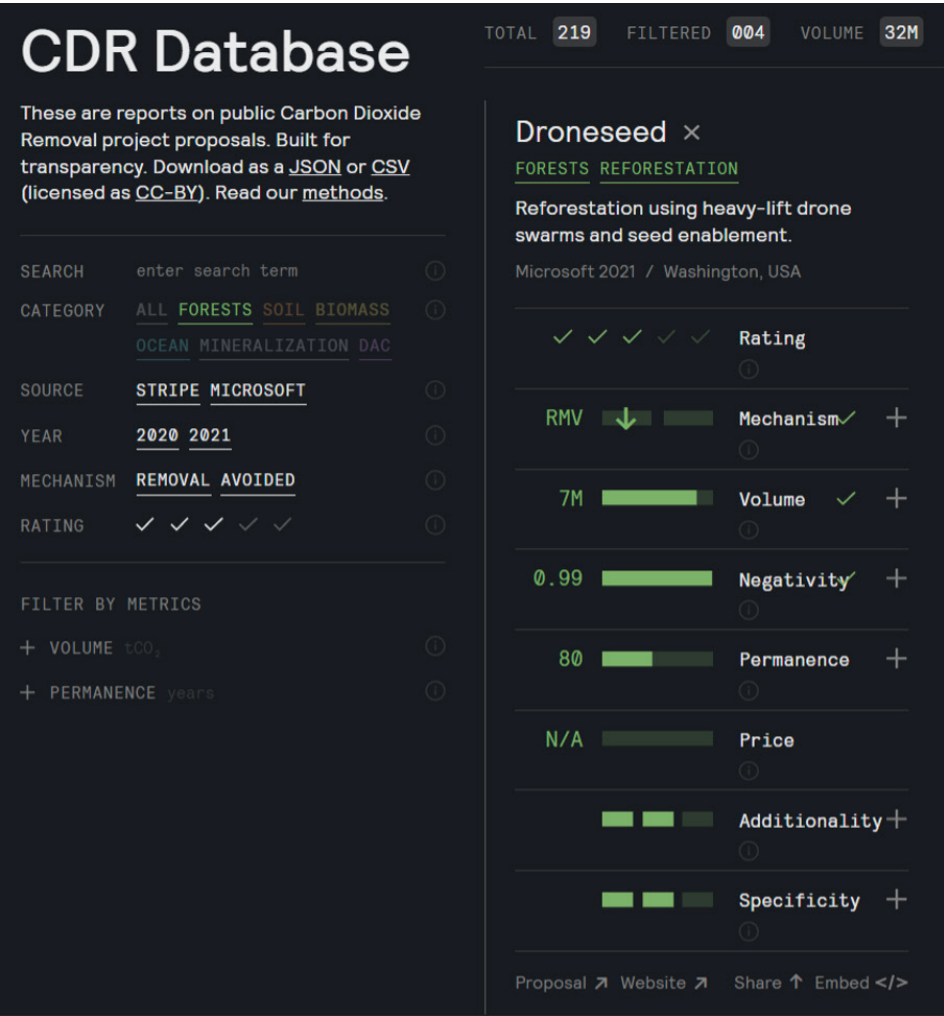 CDR Database
These are reports on public Carbon Dioxide
Removal project proposals. Built for
transparency. Download as a JSON or CSV
(licensed as CC-BY). Read our methods.
SEARCH enter search term
CATEGORY ALL FORESTS SOIL BIOMASS
OCEAN MINERALIZATION DAC
SOURCE STRIPE MICROSOFT
YEAR 2020 2021
MECHANISM REMOVAL AVOIDED
RATING ✓ ✓ ✓ ✓ ✓
FILTER BY METRICS
+ VOLUME tCO₂
+ PERMANENCE years
TOTAL 219 FILTERED 004 VOLUME 32M
Droneseed ×
FORESTS REFORESTATION
Reforestation using heavy-lift drone
swarms and seed enablement.
Microsoft 2021 / Washington, USA
✓ ✓ ✓ ✓ ✓ Rating
RMV ↓ Mechanism ✓ +
7M Volume ✓ +
0.99 Negativity ✓ +
80 Permanence +
N/A Price
Additionality +
Specificity +
Proposal ↗ Website ↗ Share ↑ Embed </>